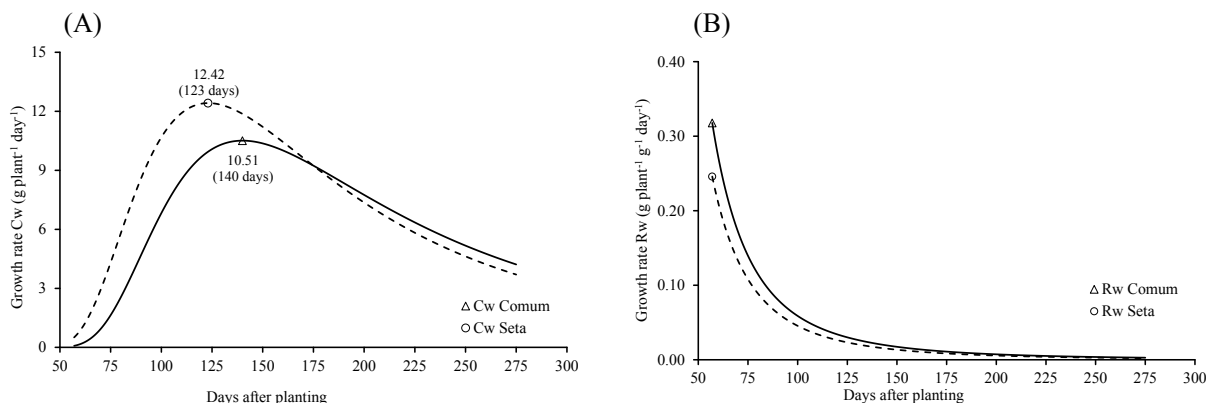 (A)
Growth rate Cw (g plant-1 day-1)
15
12
9
6
3
0
12.42
(123 days)
10.51
(140 days)
Cw Comum
Cw Seta
50 75 100 125 150 175 200 225 250 275 300
Days after planting
(B)
Growth rate Rw (g plant-1 g-1 day-1)
0.40
0.30
0.20
0.10
0.00
Rw Comum
Rw Seta
50 75 100 125 150 175 200 225 250 275 300
Days after planting